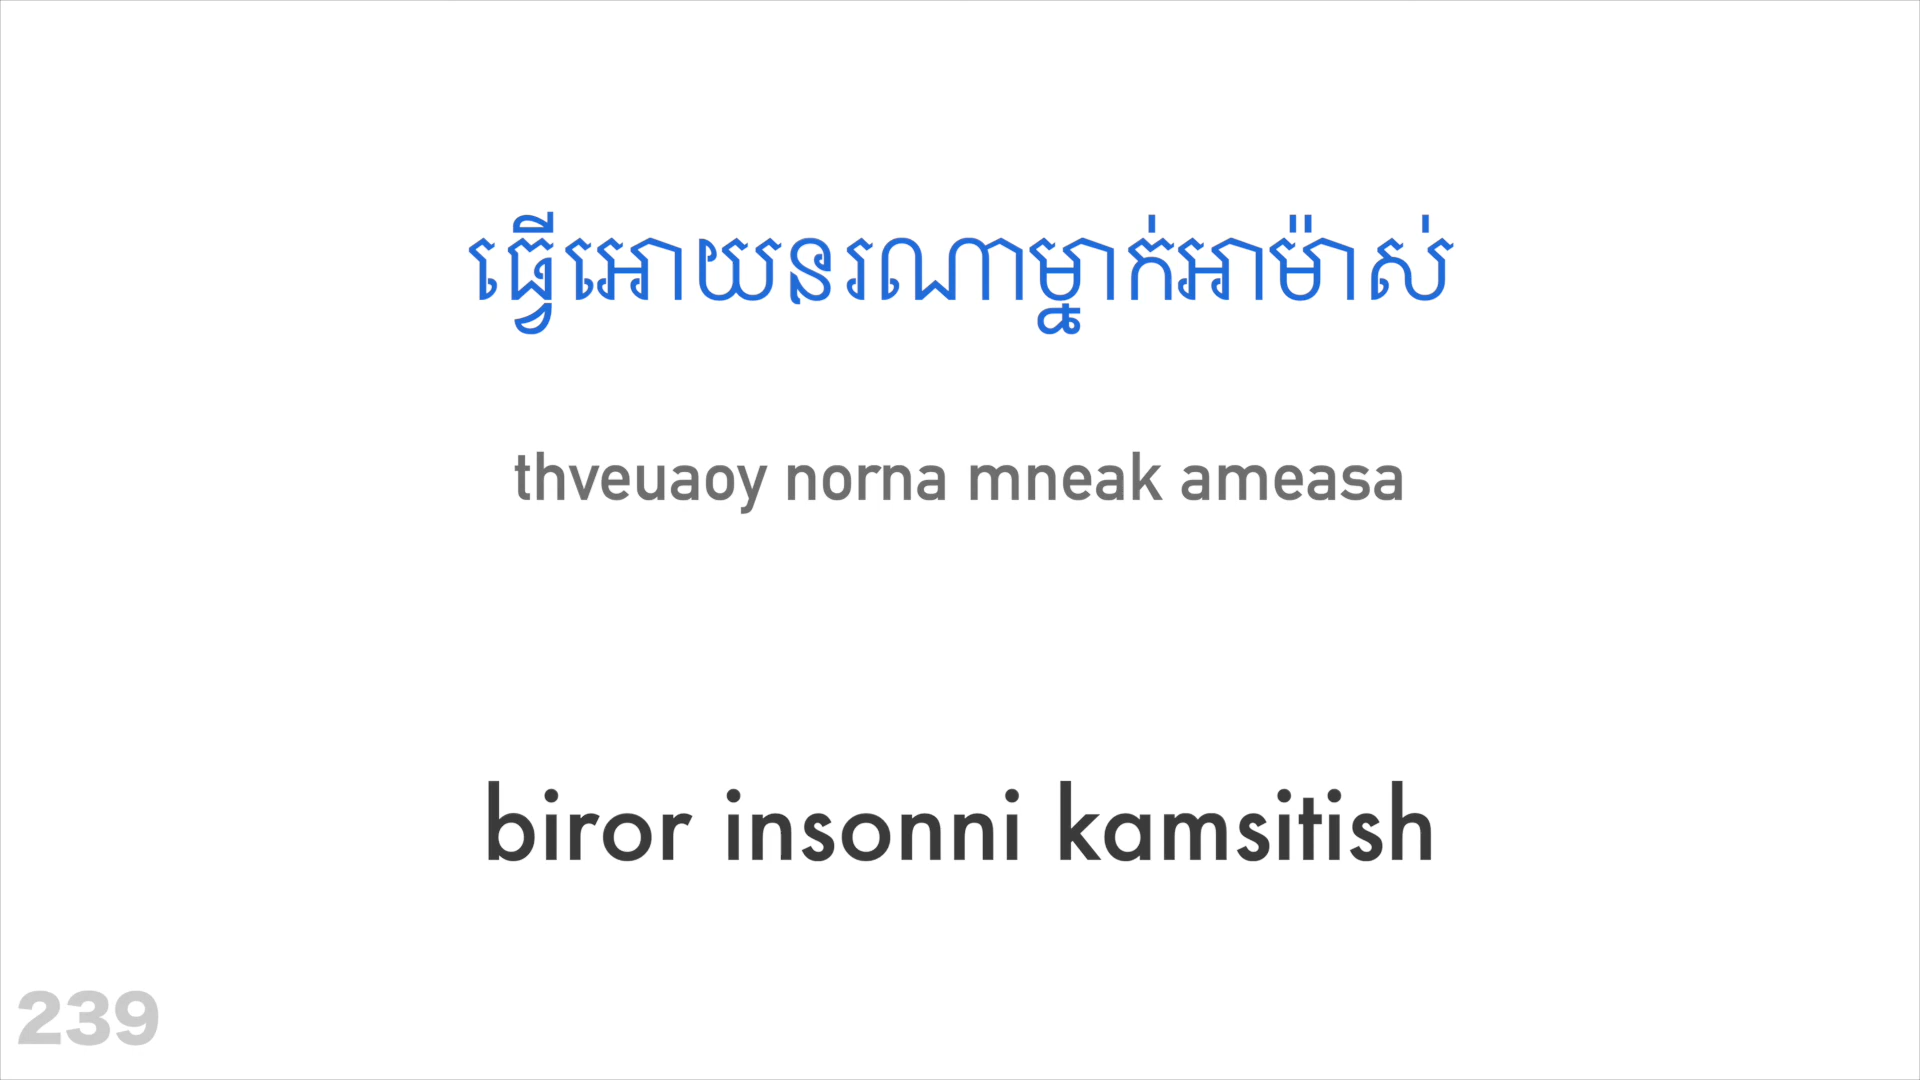 ធ្វើអោយនរណាម្នាក់អាម៉ាស់
thveuaoy norna mneak ameasa
biror insonni kamsitish
239